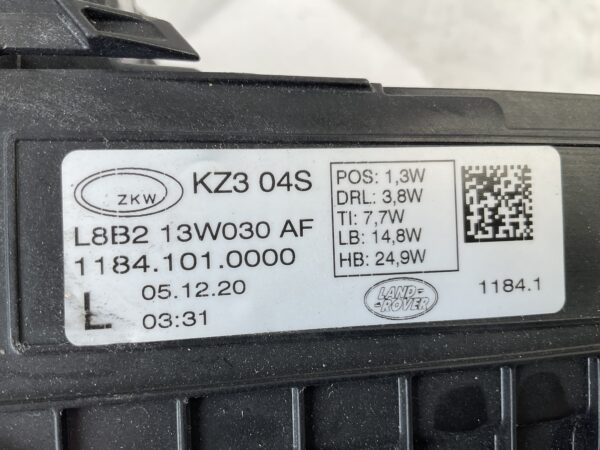 ZKW KZ3 04S
L8B2 13W030 AF
1184.101.0000
L 05.12.20
03:31
POS: 1,3W
DRL: 3,8W
TI: 7,7W
LB: 14,8W
HB: 24,9W
LAND-
-ROVER
1184.1